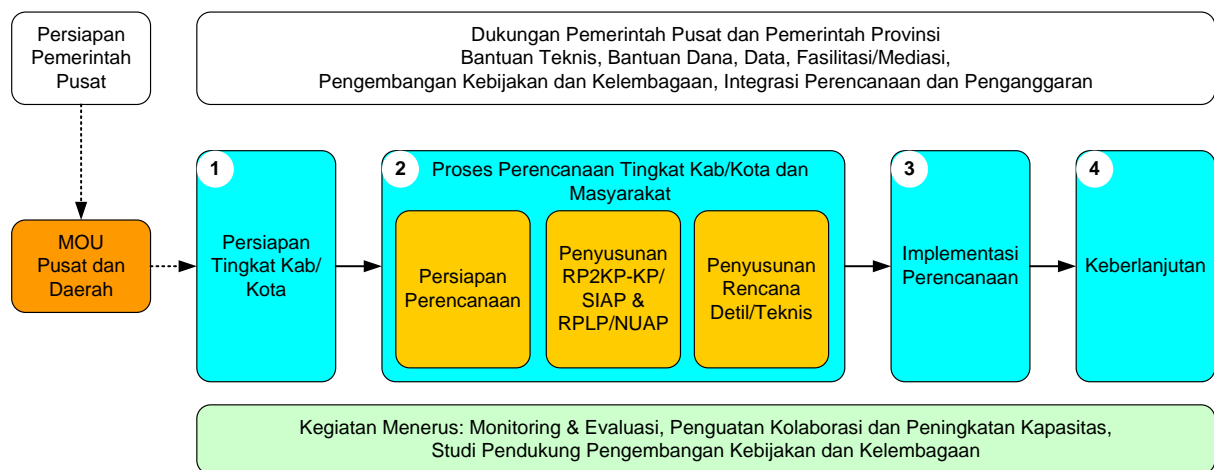 Persiapan
Pemerintah
Pusat
Dukungan Pemerintah Pusat dan Pemerintah Provinsi
Bantuan Teknis, Bantuan Dana, Data, Fasilitasi/Mediasi,
Pengembangan Kebijakan dan Kelembagaan, Integrasi Perencanaan dan Penganggaran
MOU
Pusat dan
Daerah
1
Persiapan
Tingkat Kab/
Kota
2
Proses Perencanaan Tingkat Kab/Kota dan
Masyarakat
Persiapan
Perencanaan
Penyusunan
RP2KP-KP/
SIAP &
RPLP/NUAP
Penyusunan
Rencana
Detil/Teknis
3
Implementasi
Perencanaan
4
Keberlanjutan
Kegiatan Menerus: Monitoring & Evaluasi, Penguatan Kolaborasi dan Peningkatan Kapasitas,
Studi Pendukung Pengembangan Kebijakan dan Kelembagaan